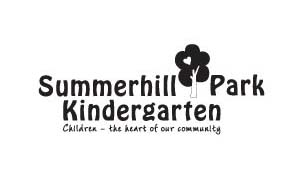 Summerhill Park
Kindergarten
Children - the heart of our community